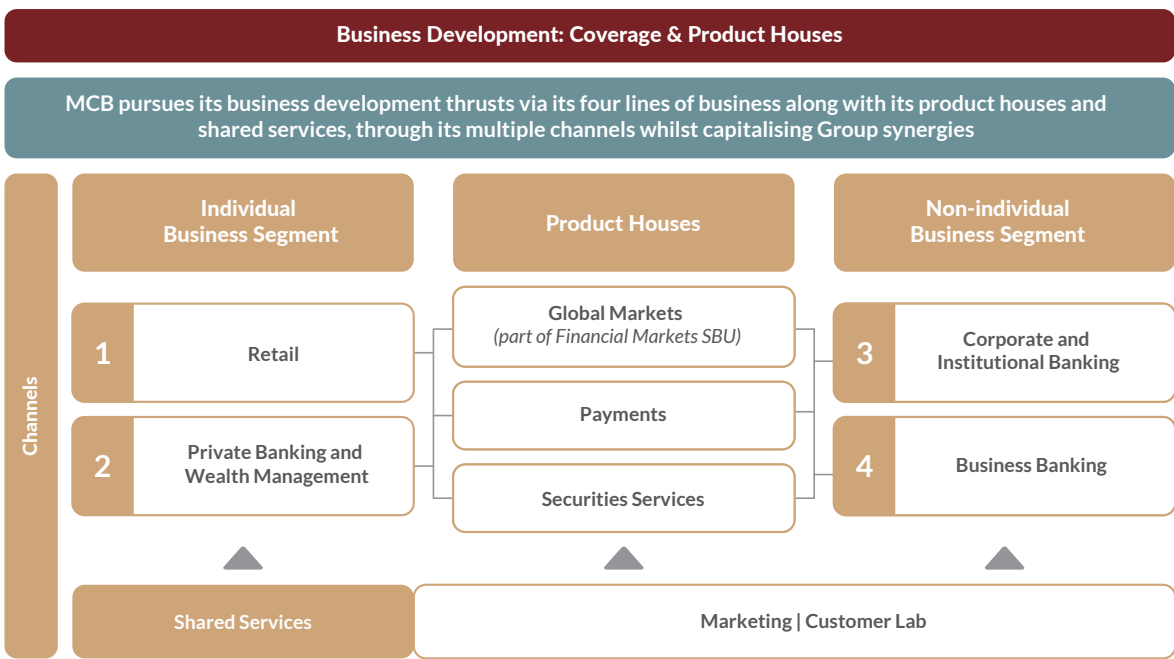 Business Development: Coverage & Product Houses
MCB pursues its business development thrusts via its four lines of business along with its product houses and
shared services, through its multiple channels whilst capitalising Group synergies
Channels
Individual
Business Segment
1
Retail
2
Private Banking and
Wealth Management
Product Houses
Global Markets
(part of Financial Markets SBU)
Payments
Securities Services
Non-individual
Business Segment
3
Corporate and
Institutional Banking
4
Business Banking
Shared Services
Marketing | Customer Lab